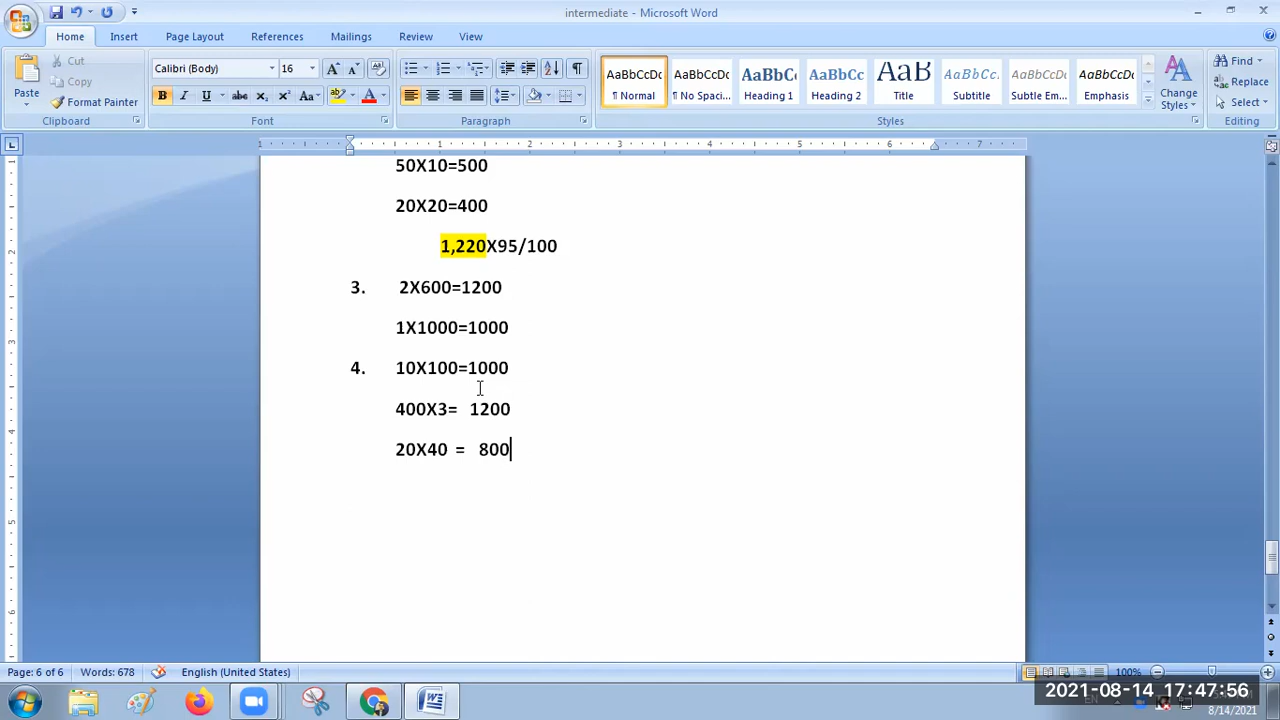 intermediate - Microsoft Word
Home Insert Page Layout References Mailings Review View
Paste
Cut
Copy
Format Painter
Clipboard
Calibri (Body) 16
B I U abc x₂ x² Aa
Font
Paragraph
AaBbCcDc AaBbCcDc AaBbC AaBbCc AaB AaBbCc. AaBbCcDc AaBbCcDc
¶ Normal ¶ No Spaci... Heading 1 Heading 2 Title Subtitle Subtle Em... Emphasis
Change Styles
Styles
Find
Replace
Select
Editing
50X10=500
20X20=400
1,220X95/100
3. 2X600=1200
1X1000=1000
4. 10X100=1000
400X3= 1200
20X40 = 800
Page: 6 of 6 Words: 678 English (United States) 100%
2021-08-14 17:47:56
8/14/2021